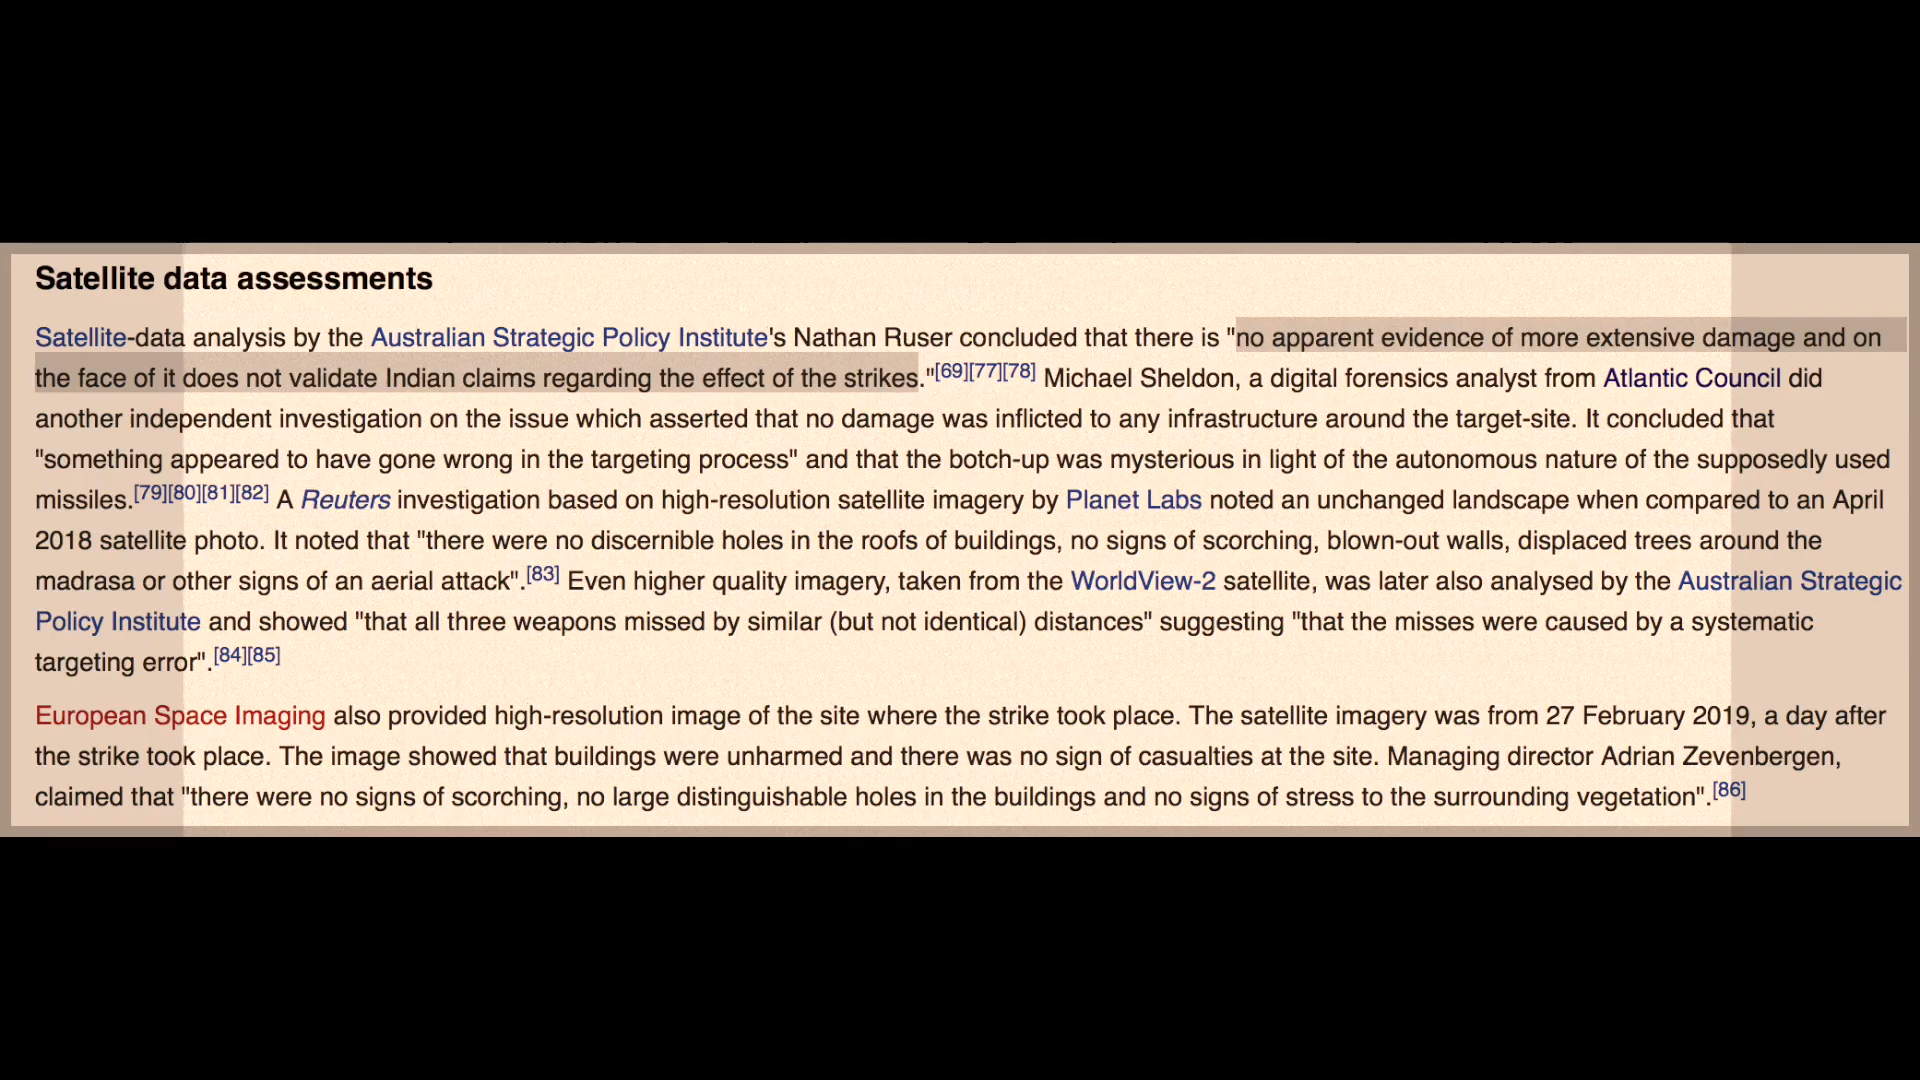 Satellite data assessments
Satellite-data analysis by the Australian Strategic Policy Institute's Nathan Ruser concluded that there is "no apparent evidence of more extensive damage and on
the face of it does not validate Indian claims regarding the effect of the strikes."[69][77][78] Michael Sheldon, a digital forensics analyst from Atlantic Council did
another independent investigation on the issue which asserted that no damage was inflicted to any infrastructure around the target-site. It concluded that
"something appeared to have gone wrong in the targeting process" and that the botch-up was mysterious in light of the autonomous nature of the supposedly used
missiles.[79][80][81][82] A Reuters investigation based on high-resolution satellite imagery by Planet Labs noted an unchanged landscape when compared to an April
2018 satellite photo. It noted that "there were no discernible holes in the roofs of buildings, no signs of scorching, blown-out walls, displaced trees around the
madrasa or other signs of an aerial attack".[83] Even higher quality imagery, taken from the WorldView-2 satellite, was later also analysed by the Australian Strategic
Policy Institute and showed "that all three weapons missed by similar (but not identical) distances" suggesting "that the misses were caused by a systematic
targeting error".[84][85]
European Space Imaging also provided high-resolution image of the site where the strike took place. The satellite imagery was from 27 February 2019, a day after
the strike took place. The image showed that buildings were unharmed and there was no sign of casualties at the site. Managing director Adrian Zevenbergen,
claimed that "there were no signs of scorching, no large distinguishable holes in the buildings and no signs of stress to the surrounding vegetation".[86]